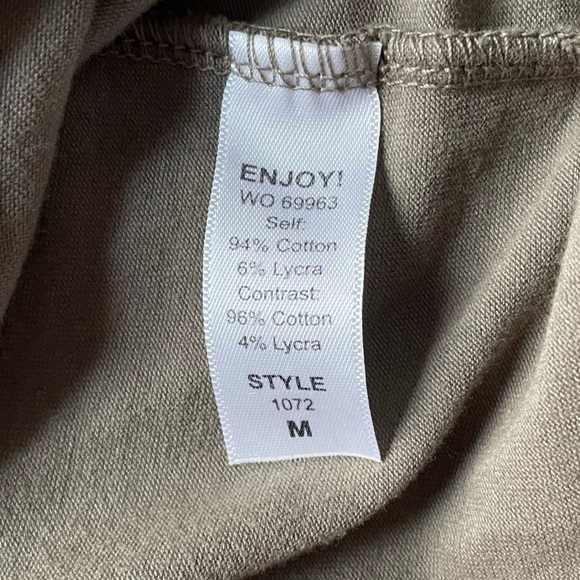 ENJOY!
WO 69963
Self:
94% Cotton
6% Lycra
Contrast:
96% Cotton
4% Lycra
STYLE
1072
M